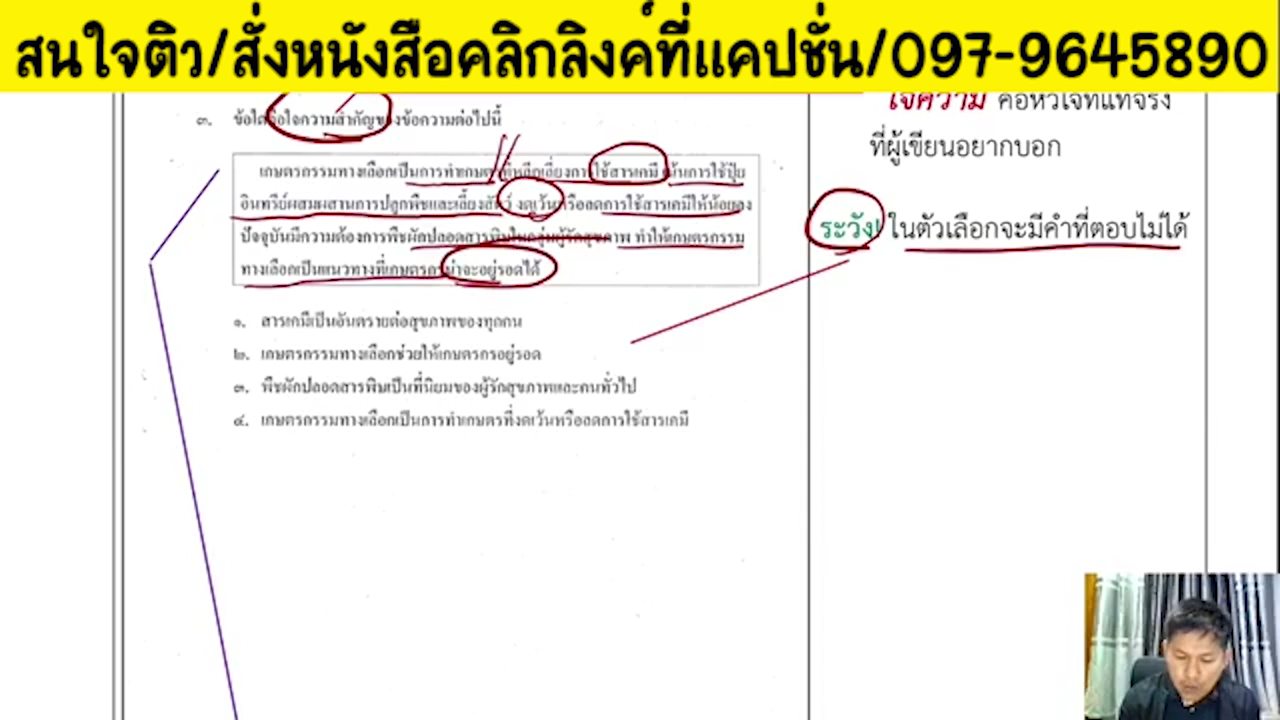 สนใจติว/สั่งหนังสือคลิกลิงค์ที่แคปชั่น/097-9645890
ใจความ คือหัวใจที่แท้จริง
ที่ผู้เขียนอยากบอก
ระวัง! ในตัวเลือกจะมีคำที่ตอบไม่ได้
๓. ข้อใดคือใจความสำคัญของข้อความต่อไปนี้
เกษตรกรรมทางเลือกเป็นการทำเกษตรที่หลีกเลี่ยงการใช้สารเคมี เน้นการใช้ปุ๋ย
อินทรีย์ผสมผสานการปลูกพืชและเลี้ยงสัตว์ งดเว้นหรือลดการใช้สารเคมีให้น้อยลง
ปัจจุบันมีความต้องการพืชผักปลอดสารพิษในกลุ่มผู้รักสุขภาพ ทำให้เกษตรกรรม
ทางเลือกเป็นแนวทางที่เกษตรกรน่าจะอยู่รอดได้
๑. สารเคมีเป็นอันตรายต่อสุขภาพของทุกคน
๒. เกษตรกรรมทางเลือกช่วยให้เกษตรกรอยู่รอด
๓. พืชผักปลอดสารพิษเป็นที่นิยมของผู้รักสุขภาพและคนทั่วไป
๔. เกษตรกรรมทางเลือกเป็นการทำเกษตรที่งดเว้นหรือลดการใช้สารเคมี